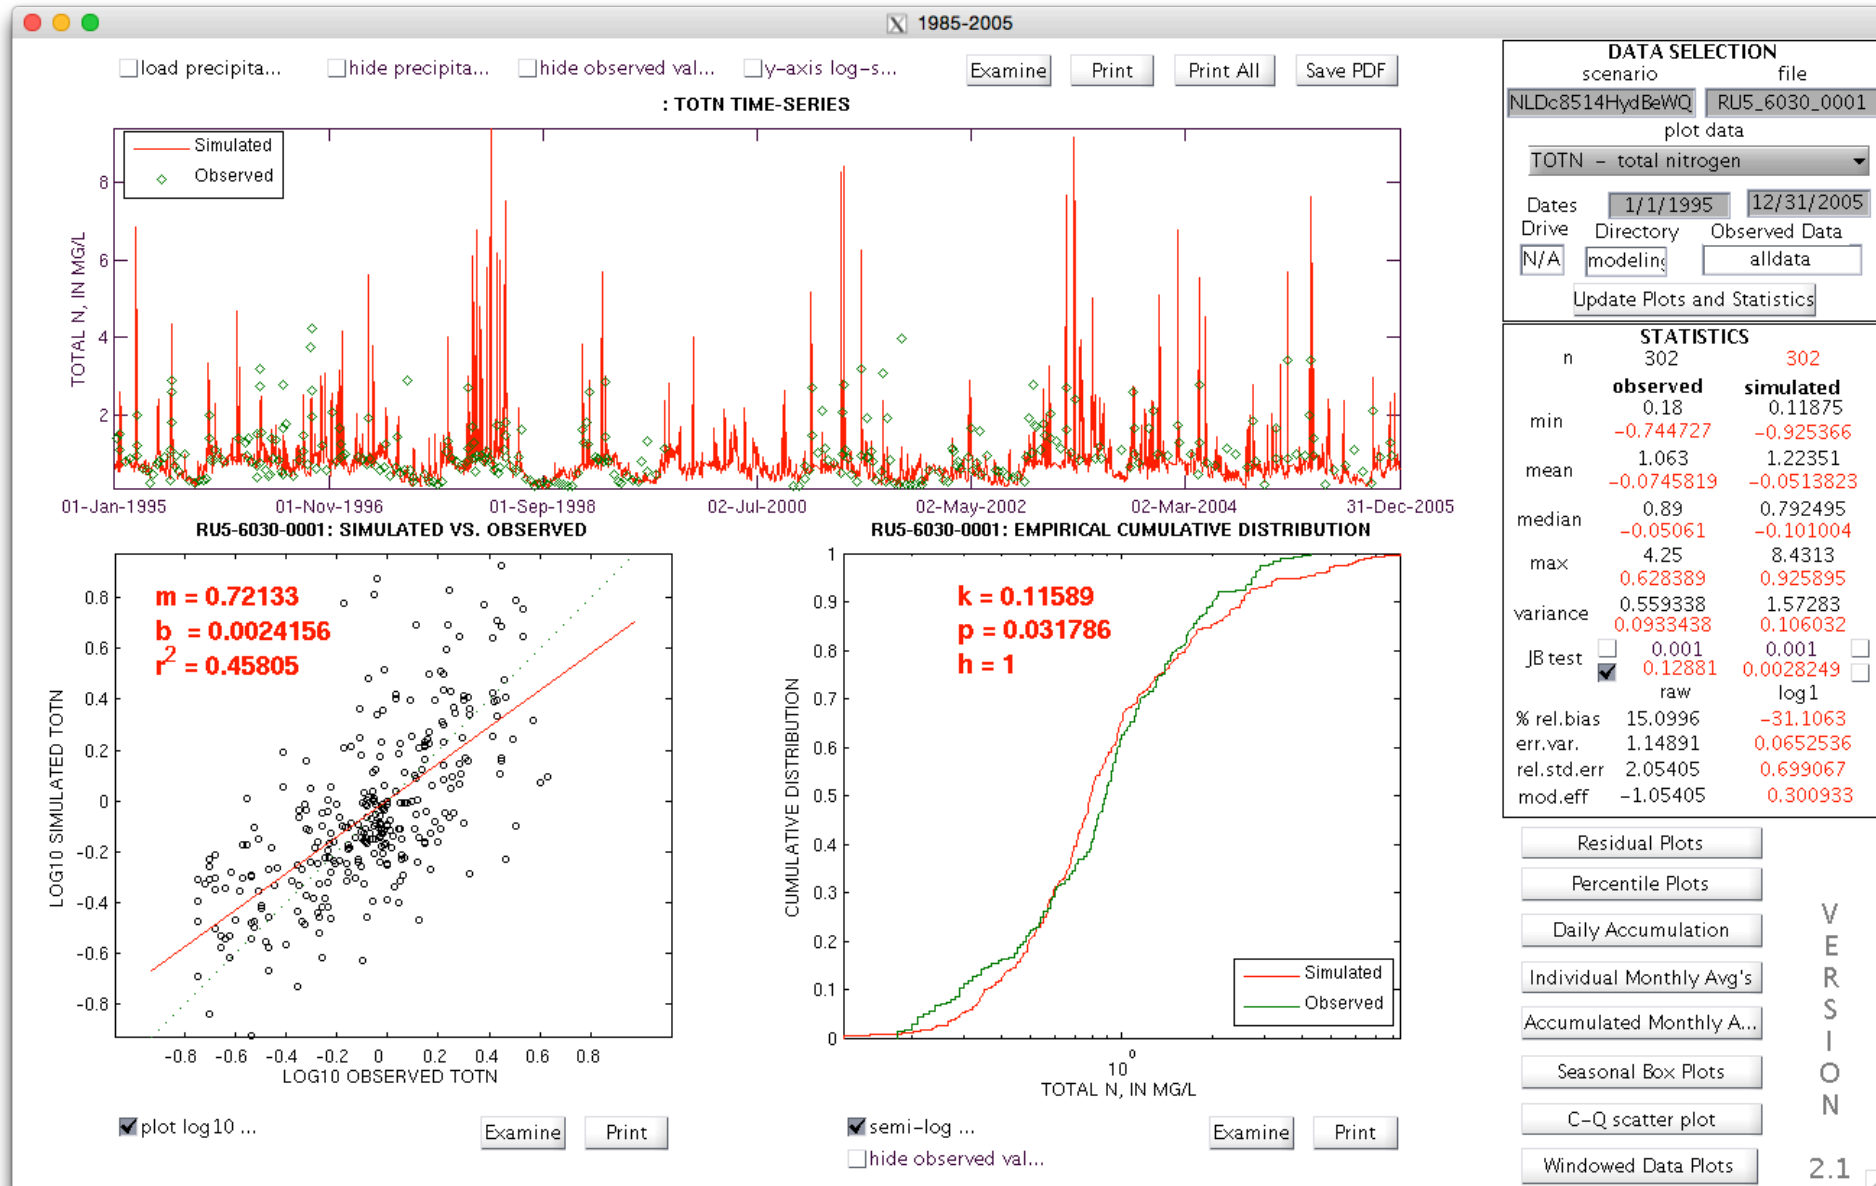 1985-2005
load precipita...
hide precipita...
hide observed val...
y-axis log-s...
Examine
Print
Print All
Save PDF
: TOTN TIME-SERIES
Simulated
Observed
8
6
4
2
TOTAL N, IN MG/L
01-Jan-1995
01-Nov-1996
01-Sep-1998
02-Jul-2000
02-May-2002
02-Mar-2004
31-Dec-2005
RU5-6030-0001: SIMULATED VS. OBSERVED
m = 0.72133
b = 0.0024156
r² = 0.45805
0.8
0.6
0.4
0.2
0
-0.2
-0.4
-0.6
-0.8
LOG10 SIMULATED TOTN
-0.8 -0.6 -0.4 -0.2 0 0.2 0.4 0.6 0.8
LOG10 OBSERVED TOTN
plot log10 ...
Examine
Print
RU5-6030-0001: EMPIRICAL CUMULATIVE DISTRIBUTION
k = 0.11589
p = 0.031786
h = 1
1
0.9
0.8
0.7
0.6
0.5
0.4
0.3
0.2
0.1
0
CUMULATIVE DISTRIBUTION
Simulated
Observed
10⁰
TOTAL N, IN MG/L
semi-log ...
hide observed val...
Examine
Print
DATA SELECTION
scenario file
NLDc8514HydBeWQ RU5_6030_0001
plot data
TOTN - total nitrogen
Dates 1/1/1995 12/31/2005
Drive Directory Observed Data
N/A modeling alldata
Update Plots and Statistics
STATISTICS
n 302 302
observed simulated
min 0.18 0.11875
-0.744727 -0.925366
mean 1.063 1.22351
-0.0745819 -0.0513823
median 0.89 0.792495
-0.05061 -0.101004
max 4.25 8.4313
0.628389 0.925895
variance 0.559338 1.57283
0.0933438 0.106032
JB test 0.001 0.001
0.12881 0.0028249
raw log1
% rel.bias 15.0996 -31.1063
err.var. 1.14891 0.0652536
rel.std.err 2.05405 0.699067
mod.eff -1.05405 0.300933
Residual Plots
Percentile Plots
Daily Accumulation
Individual Monthly Avg's
Accumulated Monthly A...
Seasonal Box Plots
C-Q scatter plot
Windowed Data Plots
VERSION
2.1